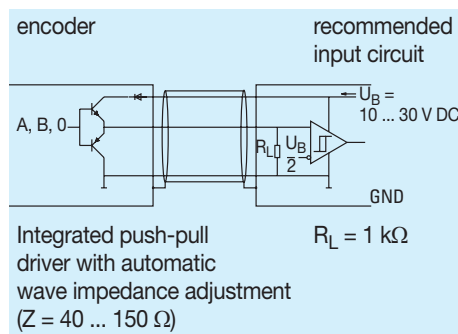 encoder
recommended
input circuit
U_B =
10 ... 30 V DC
A, B, 0
R_L
U_B
2
GND
Integrated push-pull
driver with automatic
wave impedance adjustment
(Z = 40 ... 150 Ω)
R_L = 1 kΩ